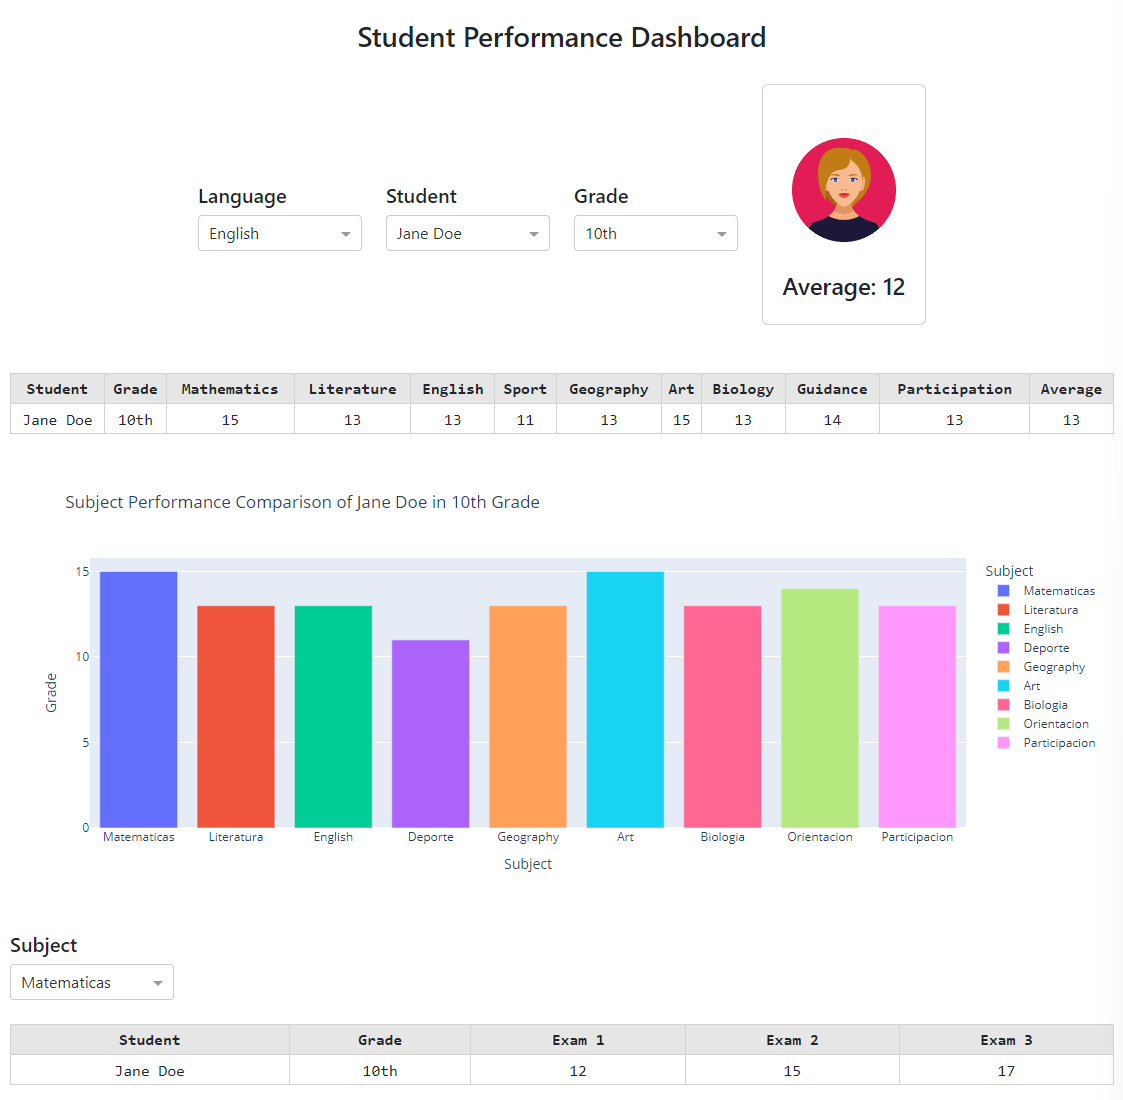 Student Performance Dashboard
Language Student Grade
English Jane Doe 10th
Average: 12
Student Grade Mathematics Literature English Sport Geography Art Biology Guidance Participation Average
Jane Doe 10th 15 13 13 11 13 15 13 14 13 13
Subject Performance Comparison of Jane Doe in 10th Grade
15
10
5
0
Grade
Matematicas Literatura English Deporte Geography Art Biologia Orientacion Participacion
Subject
Subject
Matematicas
Literatura
English
Deporte
Geography
Art
Biologia
Orientacion
Participacion
Subject
Matematicas
Student Grade Exam 1 Exam 2 Exam 3
Jane Doe 10th 12 15 17